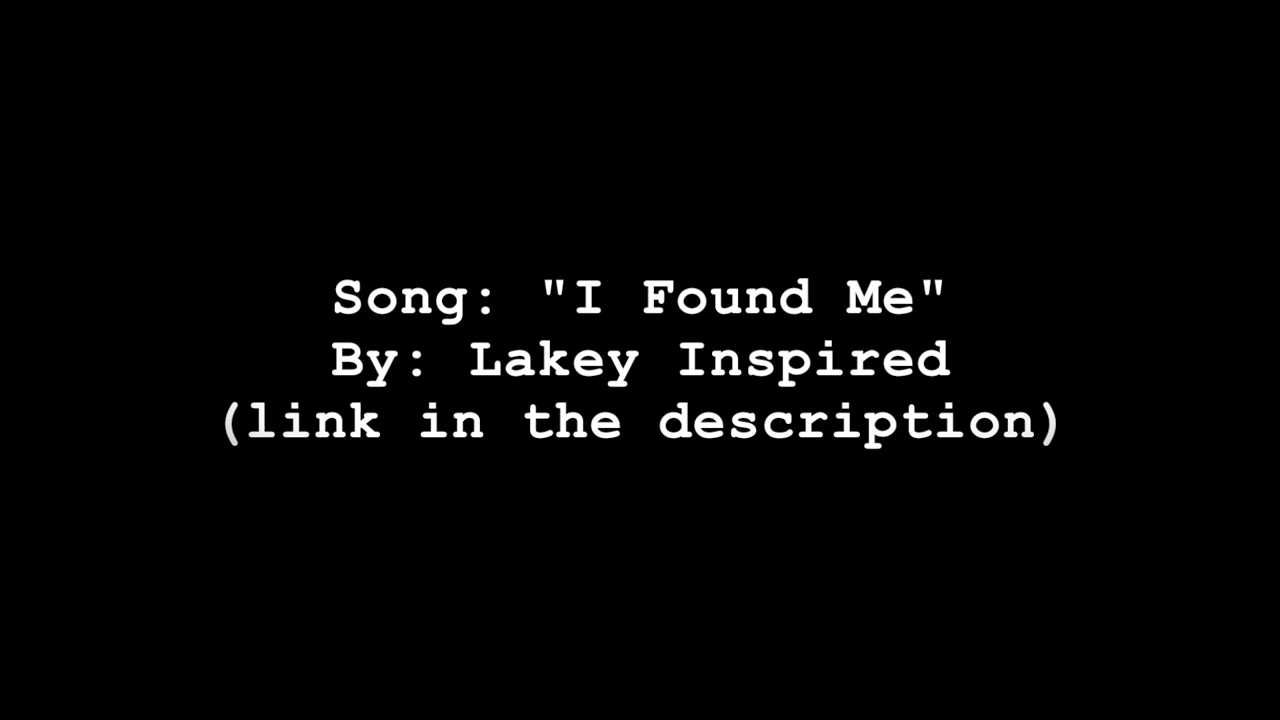 Song: "I Found Me"
By: Lakey Inspired
(link in the description)